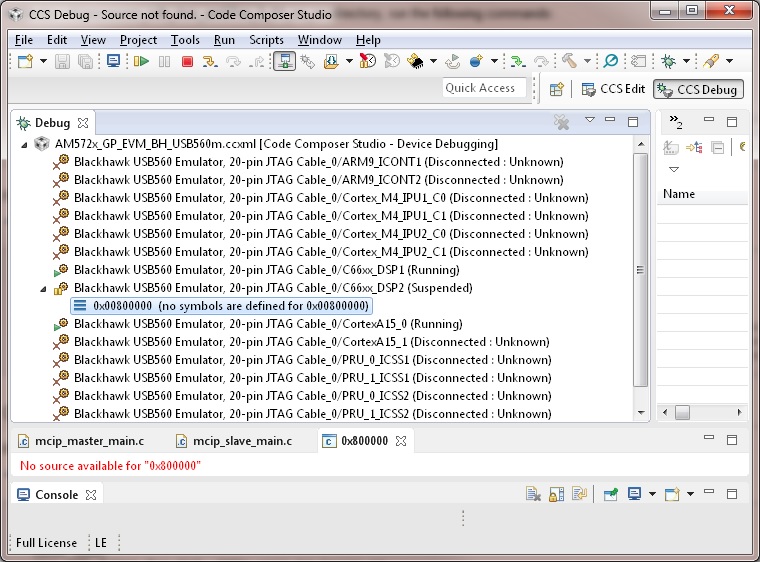 CCS Debug - Source not found. - Code Composer Studio
File Edit View Project Tools Run Scripts Window Help
Quick Access CCS Edit CCS Debug
Debug
AM572x_GP_EVM_BH_USB560m.ccxml [Code Composer Studio - Device Debugging]
Blackhawk USB560 Emulator, 20-pin JTAG Cable_0/ARM9_ICONT1 (Disconnected : Unknown)
Blackhawk USB560 Emulator, 20-pin JTAG Cable_0/ARM9_ICONT2 (Disconnected : Unknown)
Blackhawk USB560 Emulator, 20-pin JTAG Cable_0/Cortex_M4_IPU1_C0 (Disconnected : Unknown)
Blackhawk USB560 Emulator, 20-pin JTAG Cable_0/Cortex_M4_IPU1_C1 (Disconnected : Unknown)
Blackhawk USB560 Emulator, 20-pin JTAG Cable_0/Cortex_M4_IPU2_C0 (Disconnected : Unknown)
Blackhawk USB560 Emulator, 20-pin JTAG Cable_0/Cortex_M4_IPU2_C1 (Disconnected : Unknown)
Blackhawk USB560 Emulator, 20-pin JTAG Cable_0/C66xx_DSP1 (Running)
Blackhawk USB560 Emulator, 20-pin JTAG Cable_0/C66xx_DSP2 (Suspended)
0x00800000 (no symbols are defined for 0x00800000)
Blackhawk USB560 Emulator, 20-pin JTAG Cable_0/CortexA15_0 (Running)
Blackhawk USB560 Emulator, 20-pin JTAG Cable_0/CortexA15_1 (Disconnected : Unknown)
Blackhawk USB560 Emulator, 20-pin JTAG Cable_0/PRU_0_ICSS1 (Disconnected : Unknown)
Blackhawk USB560 Emulator, 20-pin JTAG Cable_0/PRU_1_ICSS1 (Disconnected : Unknown)
Blackhawk USB560 Emulator, 20-pin JTAG Cable_0/PRU_0_ICSS2 (Disconnected : Unknown)
Blackhawk USB560 Emulator, 20-pin JTAG Cable_0/PRU_1_ICSS2 (Disconnected : Unknown)
»2
Name
mcip_master_main.c mcip_slave_main.c 0x800000
No source available for "0x800000"
Console
Full License LE